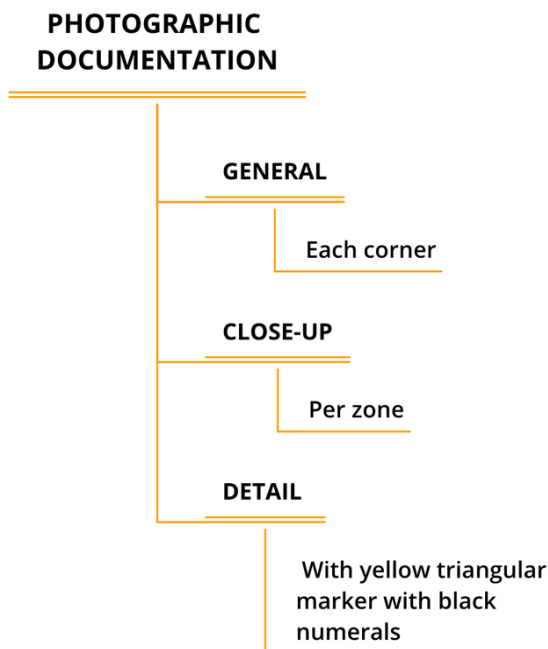 PHOTOGRAPHIC
DOCUMENTATION
GENERAL
Each corner
CLOSE-UP
Per zone
DETAIL
With yellow triangular
marker with black
numerals